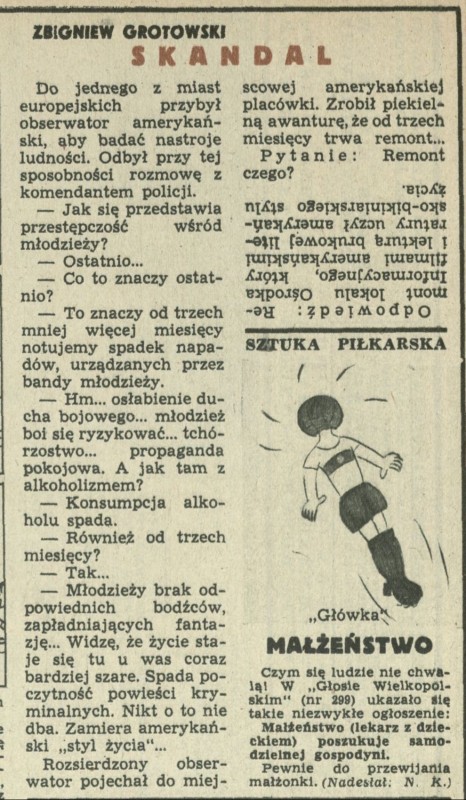 ZBIGNIEW GROTOWSKI
SKANDAL
Do jednego z miast
europejskich przybył
obserwator amerykań-
ski, aby badać nastroje
ludności. Odbył przy tej
sposobności rozmowę z
komendantem policji.
— Jak się przedstawia
przestępczość wśród
młodzieży?
— Ostatnio...
— Co to znaczy ostat-
nio?
— To znaczy od trzech
mniej więcej miesięcy
notujemy spadek napa-
dów, urządzanych przez
bandy młodzieży.
— Hm... osłabienie du-
cha bojowego... młodzież
boi się ryzykować... tchó-
rzostwo... propaganda
pokojowa. A jak tam z
alkoholizmem?
— Konsumpcja alko-
holu spada.
— Również od trzech
miesięcy?
— Tak...
— Młodzieży brak od-
powiednich bodźców,
zapładniających fanta-
zję... Widzę, że życie sta-
je się tu u was coraz
bardziej szare. Spada po-
czytność powieści kry-
minalnych. Nikt o to nie
dba. Zamiera amerykań-
ski „styl życia"...
Rozsierdzony obser-
wator pojechał do miej-
scowej amerykańskiej
placówki. Zrobił piekiel-
ną awanturę, że od trzech
miesięcy trwa remont...
Pytanie: Remont
czego?
Odpowiedź: Re-
mont lokalu Ośrodka
Informacyjnego, który
filmami amerykańskimi
i lekturą brukowej lite-
ratury uczył amerykań-
sko-bikiniarskiego stylu
życia.
SZTUKA PIŁKARSKA
„Główka"
MAŁŻEŃSTWO
Czym się ludzie nie chwa-
lą! W „Głosie Wielkopol-
skim" (nr 299) ukazało się
takie niezwykłe ogłoszenie:
Małżeństwo (lekarz z dzie-
ckiem) poszukuje samo-
dzielnej gospodyni.
Pewnie do przewijania
małżonki. (Nadesłał: N. K.)